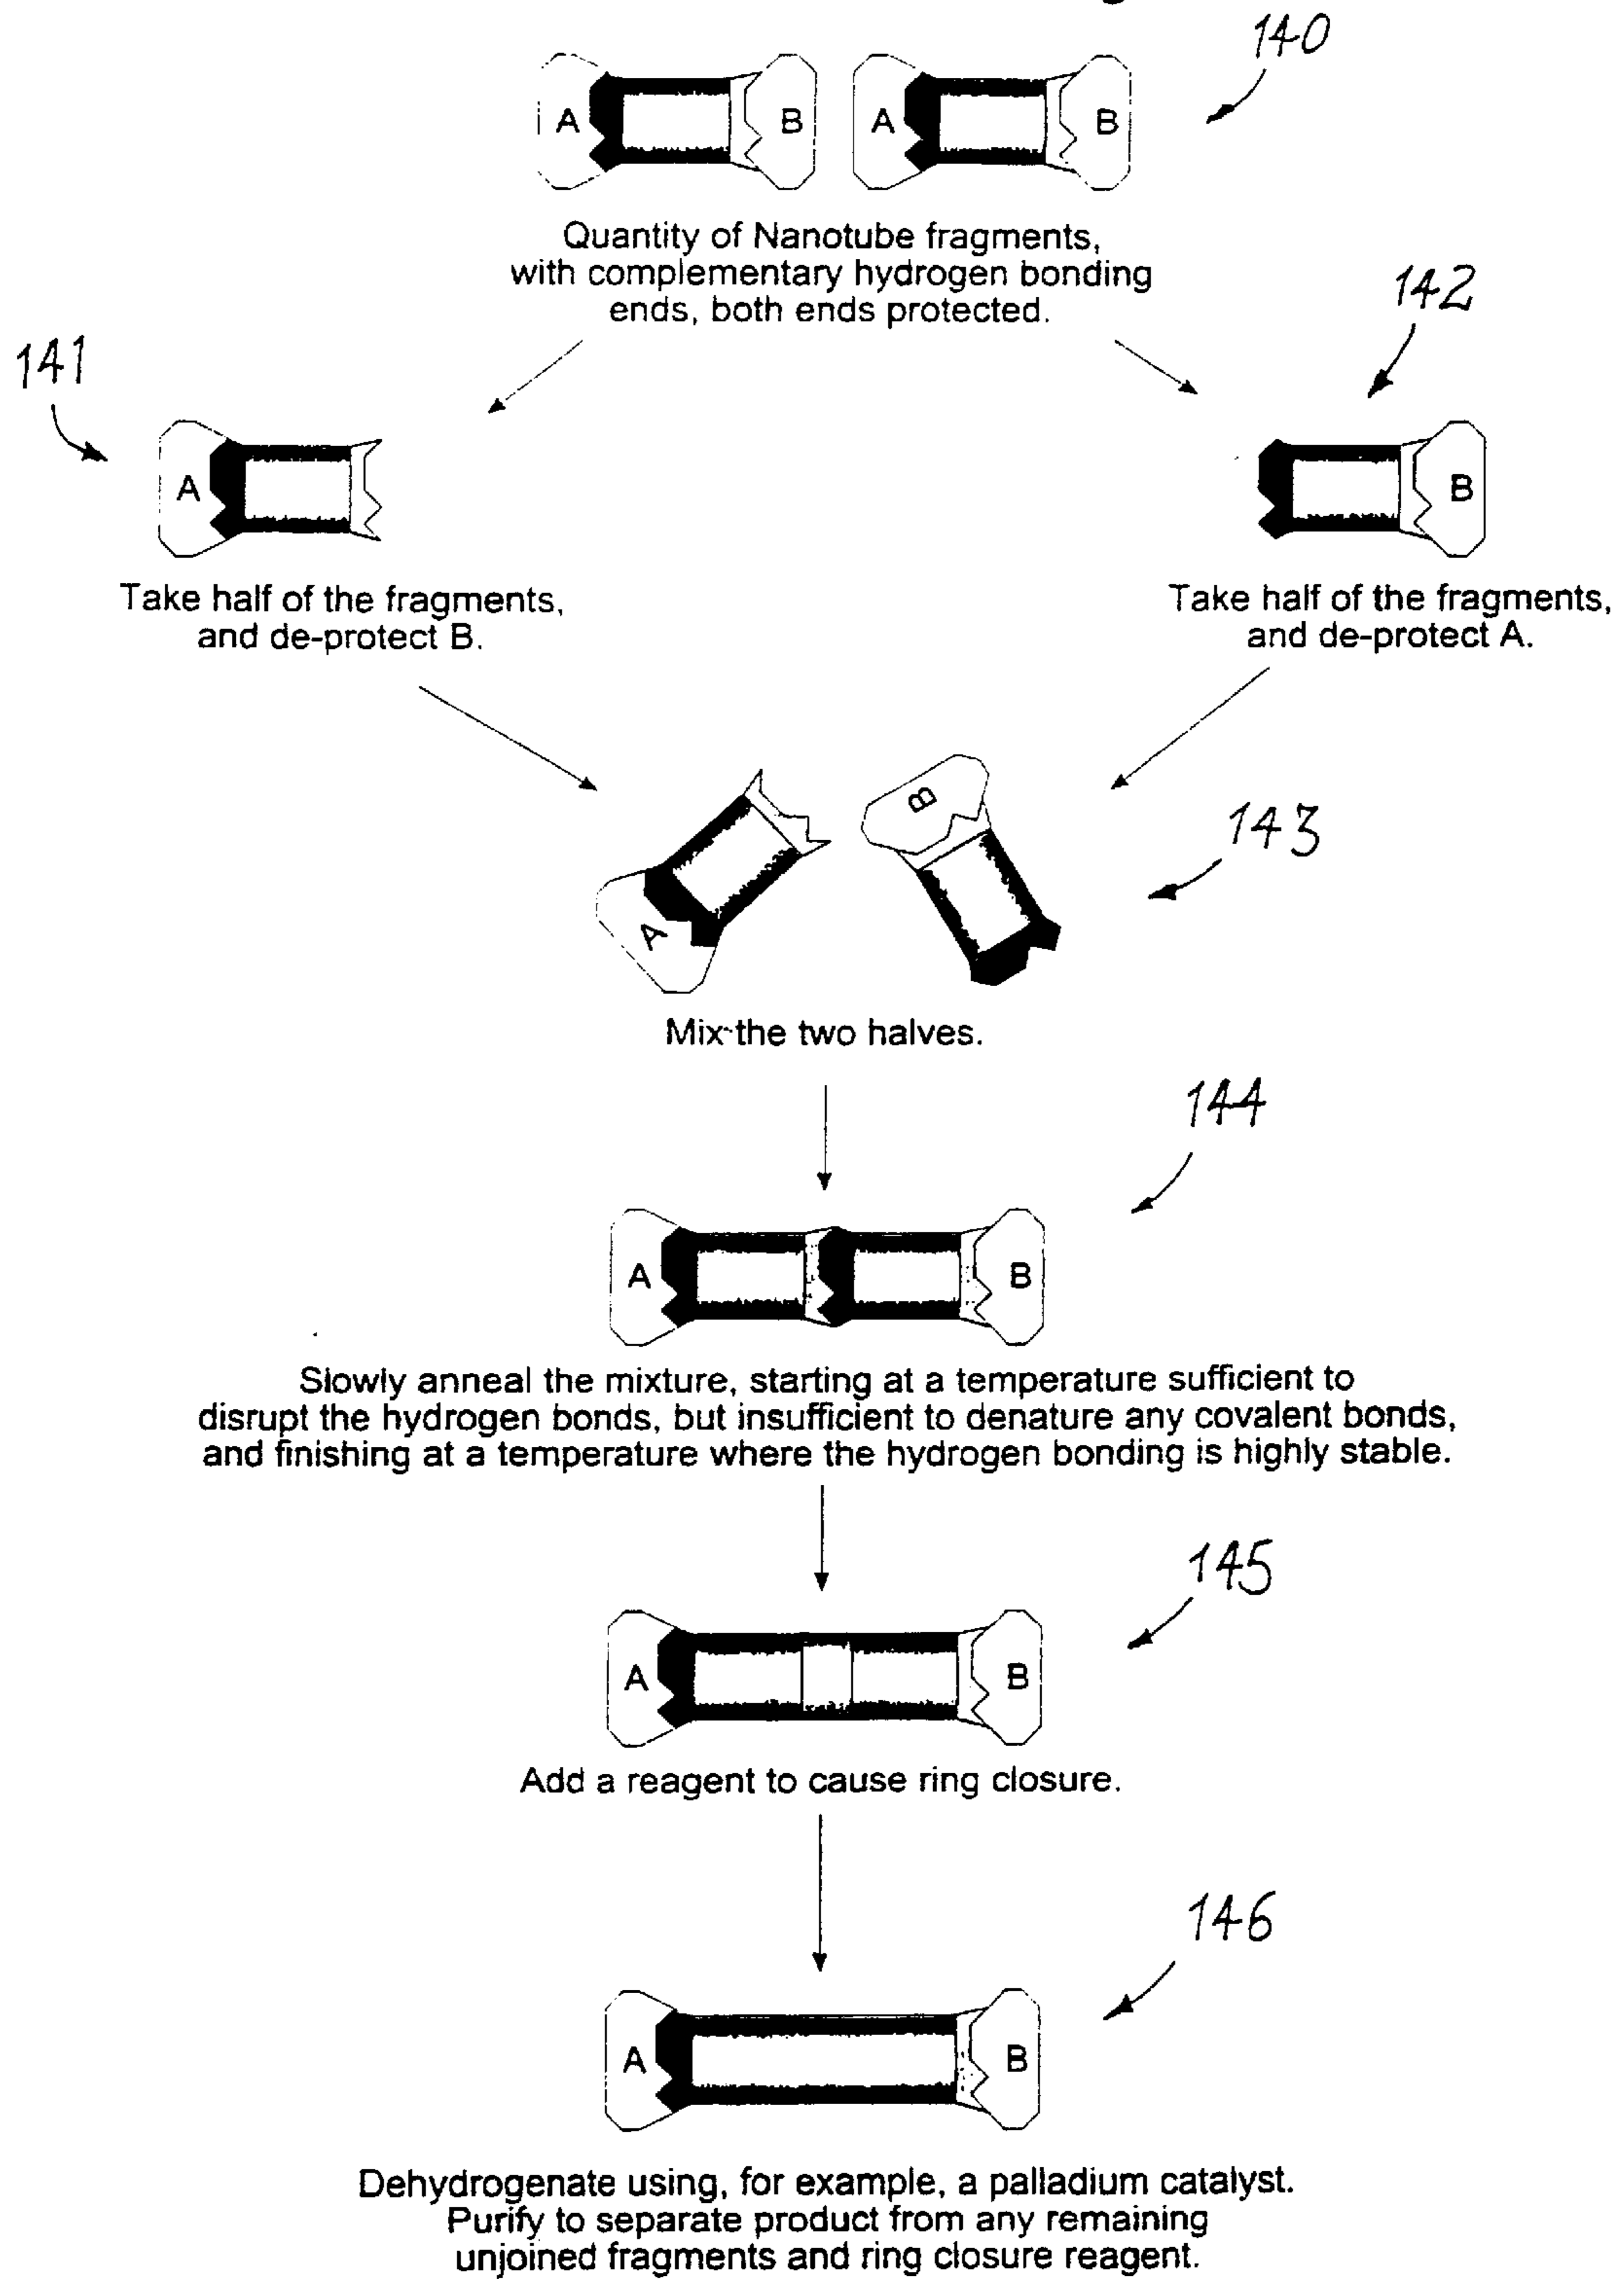 140
A B A B
Quantity of Nanotube fragments,
with complementary hydrogen bonding
ends, both ends protected.
141
142
A
B
Take half of the fragments,
and de-protect B.
Take half of the fragments,
and de-protect A.
143
A
B
Mix the two halves.
144
A B
Slowly anneal the mixture, starting at a temperature sufficient to
disrupt the hydrogen bonds, but insufficient to denature any covalent bonds,
and finishing at a temperature where the hydrogen bonding is highly stable.
145
A B
Add a reagent to cause ring closure.
146
A B
Dehydrogenate using, for example, a palladium catalyst.
Purify to separate product from any remaining
unjoined fragments and ring closure reagent.